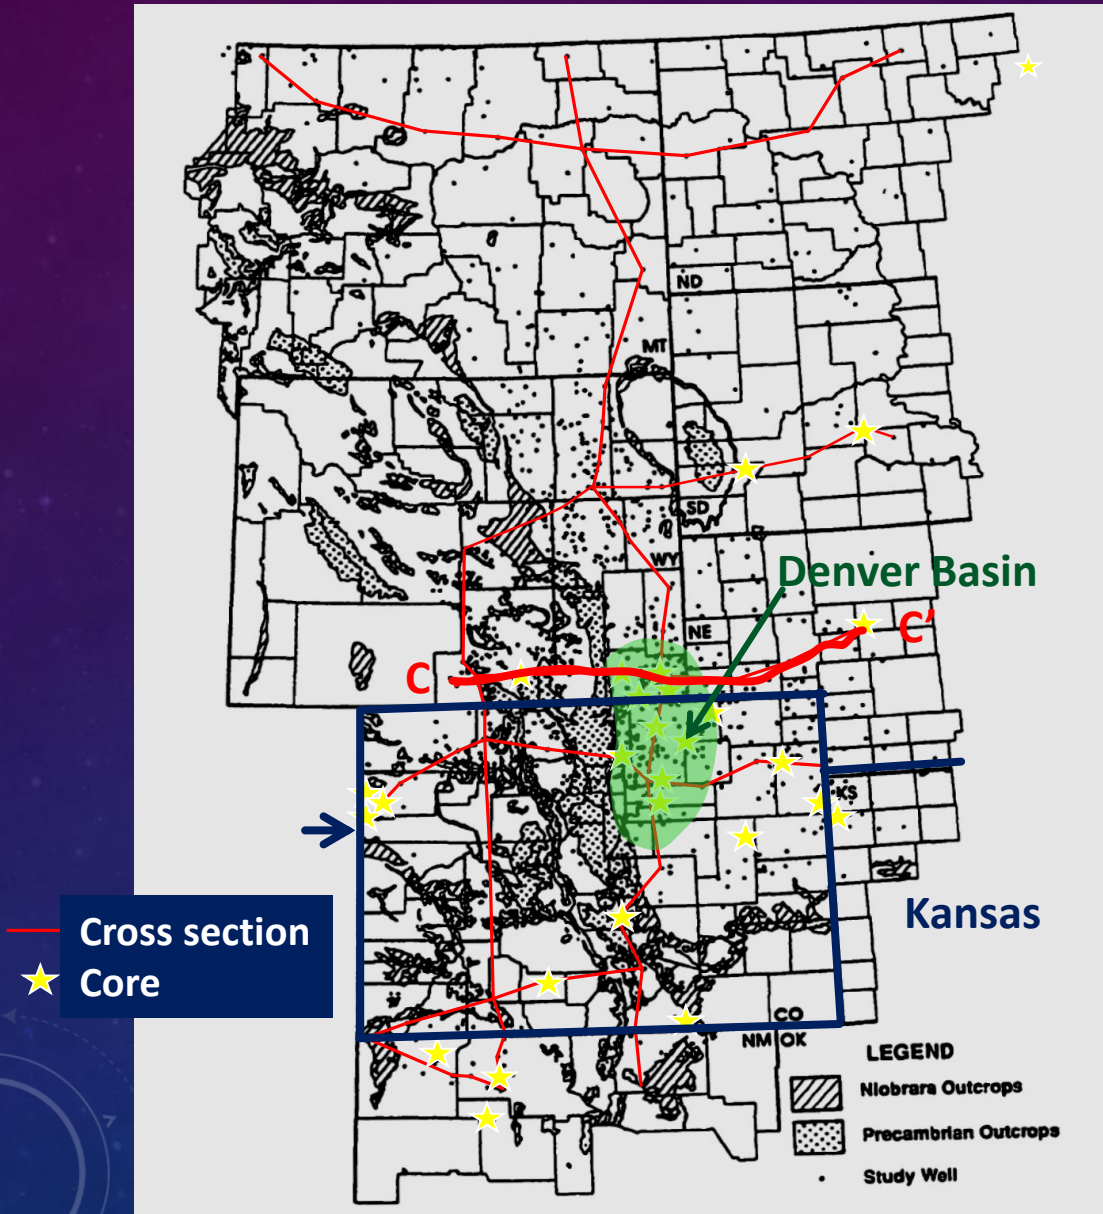 ND
MT
SD
WY
Denver Basin
NE
C
C’
KS
Kansas
Cross section
Core
CO
NM
OK
LEGEND
Niobrara Outcrops
Precambrian Outcrops
Study Well